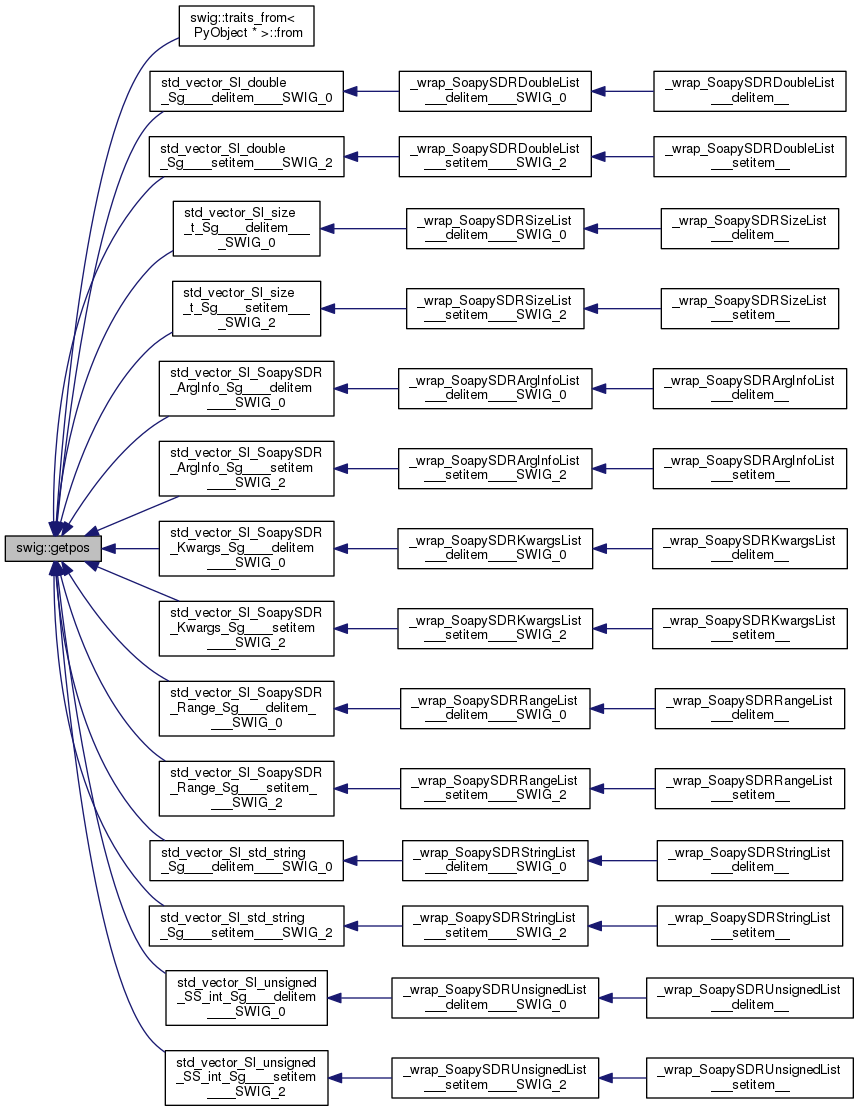 swig::traits_from<
PyObject * >::from
std_vector_Sl_double
_Sg____delitem____SWIG_0
_wrap_SoapySDRDoubleList
___delitem____SWIG_0
_wrap_SoapySDRDoubleList
___delitem__
std_vector_Sl_double
_Sg____setitem____SWIG_2
_wrap_SoapySDRDoubleList
___setitem____SWIG_2
_wrap_SoapySDRDoubleList
___setitem__
std_vector_Sl_size
_t_Sg____delitem___
_SWIG_0
_wrap_SoapySDRSizeList
___delitem____SWIG_0
_wrap_SoapySDRSizeList
___delitem__
std_vector_Sl_size
_t_Sg____setitem___
_SWIG_2
_wrap_SoapySDRSizeList
___setitem____SWIG_2
_wrap_SoapySDRSizeList
___setitem__
std_vector_Sl_SoapySDR
_ArgInfo_Sg____delitem
____SWIG_0
_wrap_SoapySDRArgInfoList
___delitem____SWIG_0
_wrap_SoapySDRArgInfoList
___delitem__
std_vector_Sl_SoapySDR
_ArgInfo_Sg____setitem
____SWIG_2
_wrap_SoapySDRArgInfoList
___setitem____SWIG_2
_wrap_SoapySDRArgInfoList
___setitem__
swig::getpos
std_vector_Sl_SoapySDR
_Kwargs_Sg____delitem
____SWIG_0
_wrap_SoapySDRKwargsList
___delitem____SWIG_0
_wrap_SoapySDRKwargsList
___delitem__
std_vector_Sl_SoapySDR
_Kwargs_Sg____setitem
____SWIG_2
_wrap_SoapySDRKwargsList
___setitem____SWIG_2
_wrap_SoapySDRKwargsList
___setitem__
std_vector_Sl_SoapySDR
_Range_Sg____delitem_
___SWIG_0
_wrap_SoapySDRRangeList
___delitem____SWIG_0
_wrap_SoapySDRRangeList
___delitem__
std_vector_Sl_SoapySDR
_Range_Sg____setitem_
___SWIG_2
_wrap_SoapySDRRangeList
___setitem____SWIG_2
_wrap_SoapySDRRangeList
___setitem__
std_vector_Sl_std_string
_Sg____delitem____SWIG_0
_wrap_SoapySDRStringList
___delitem____SWIG_0
_wrap_SoapySDRStringList
___delitem__
std_vector_Sl_std_string
_Sg____setitem____SWIG_2
_wrap_SoapySDRStringList
___setitem____SWIG_2
_wrap_SoapySDRStringList
___setitem__
std_vector_Sl_unsigned
_SS_int_Sg____delitem
____SWIG_0
_wrap_SoapySDRUnsignedList
___delitem____SWIG_0
_wrap_SoapySDRUnsignedList
___delitem__
std_vector_Sl_unsigned
_SS_int_Sg____setitem
____SWIG_2
_wrap_SoapySDRUnsignedList
___setitem____SWIG_2
_wrap_SoapySDRUnsignedList
___setitem__